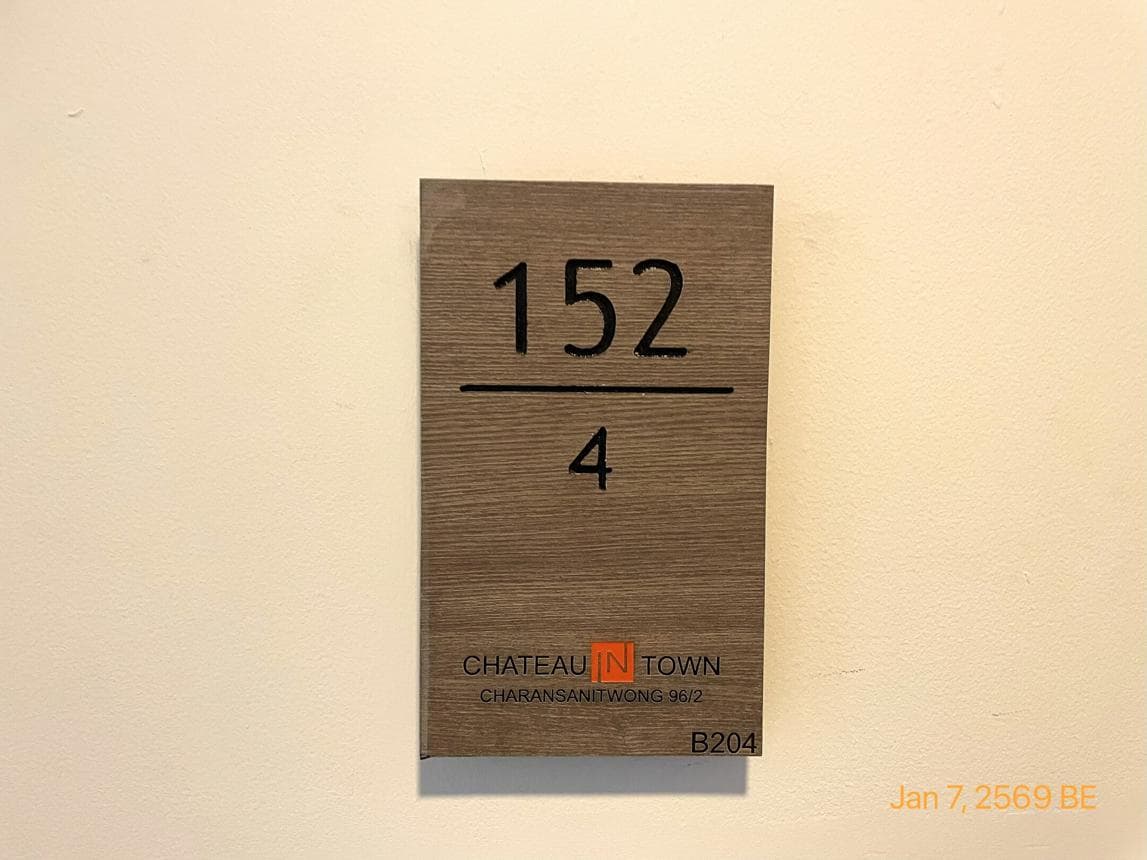 152
4
CHATEAU IN TOWN
CHARANSANITWONG 96/2
B204
Jan 7, 2569 BE